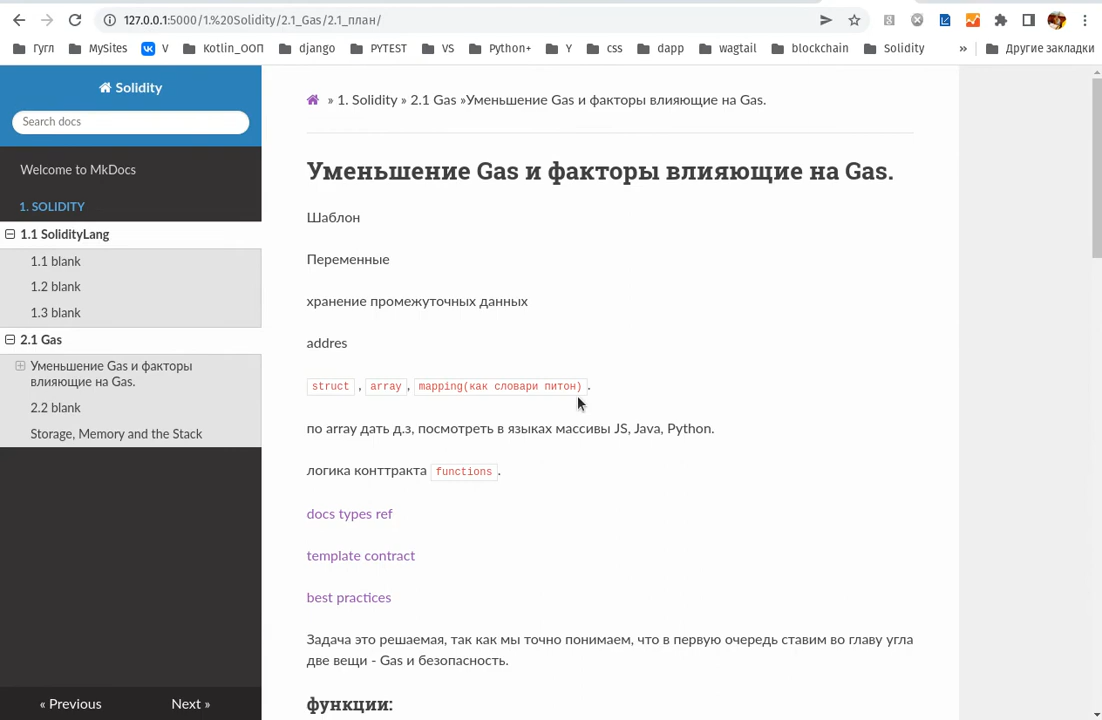 127.0.0.1:5000/1.%20Solidity/2.1_Gas/2.1_план/
Гугл MySites V Kotlin_ООП django PYTEST VS Python+ Y css dapp wagtail blockchain Solidity » Другие закладки
Solidity
Search docs
Welcome to MkDocs
1. SOLIDITY
1.1 SolidityLang
1.1 blank
1.2 blank
1.3 blank
2.1 Gas
Уменьшение Gas и факторы
влияющие на Gas.
2.2 blank
Storage, Memory and the Stack
« Previous Next »
» 1. Solidity » 2.1 Gas »Уменьшение Gas и факторы влияющие на Gas.
Уменьшение Gas и факторы влияющие на Gas.
Шаблон
Переменные
хранение промежуточных данных
addres
struct , array, mapping(как словари питон) .
по array дать д.з, посмотреть в языках массивы JS, Java, Python.
логика конттракта functions.
docs types ref
template contract
best practices
Задача это решаемая, так как мы точно понимаем, что в первую очередь ставим во главу угла
две вещи - Gas и безопасность.
функции: